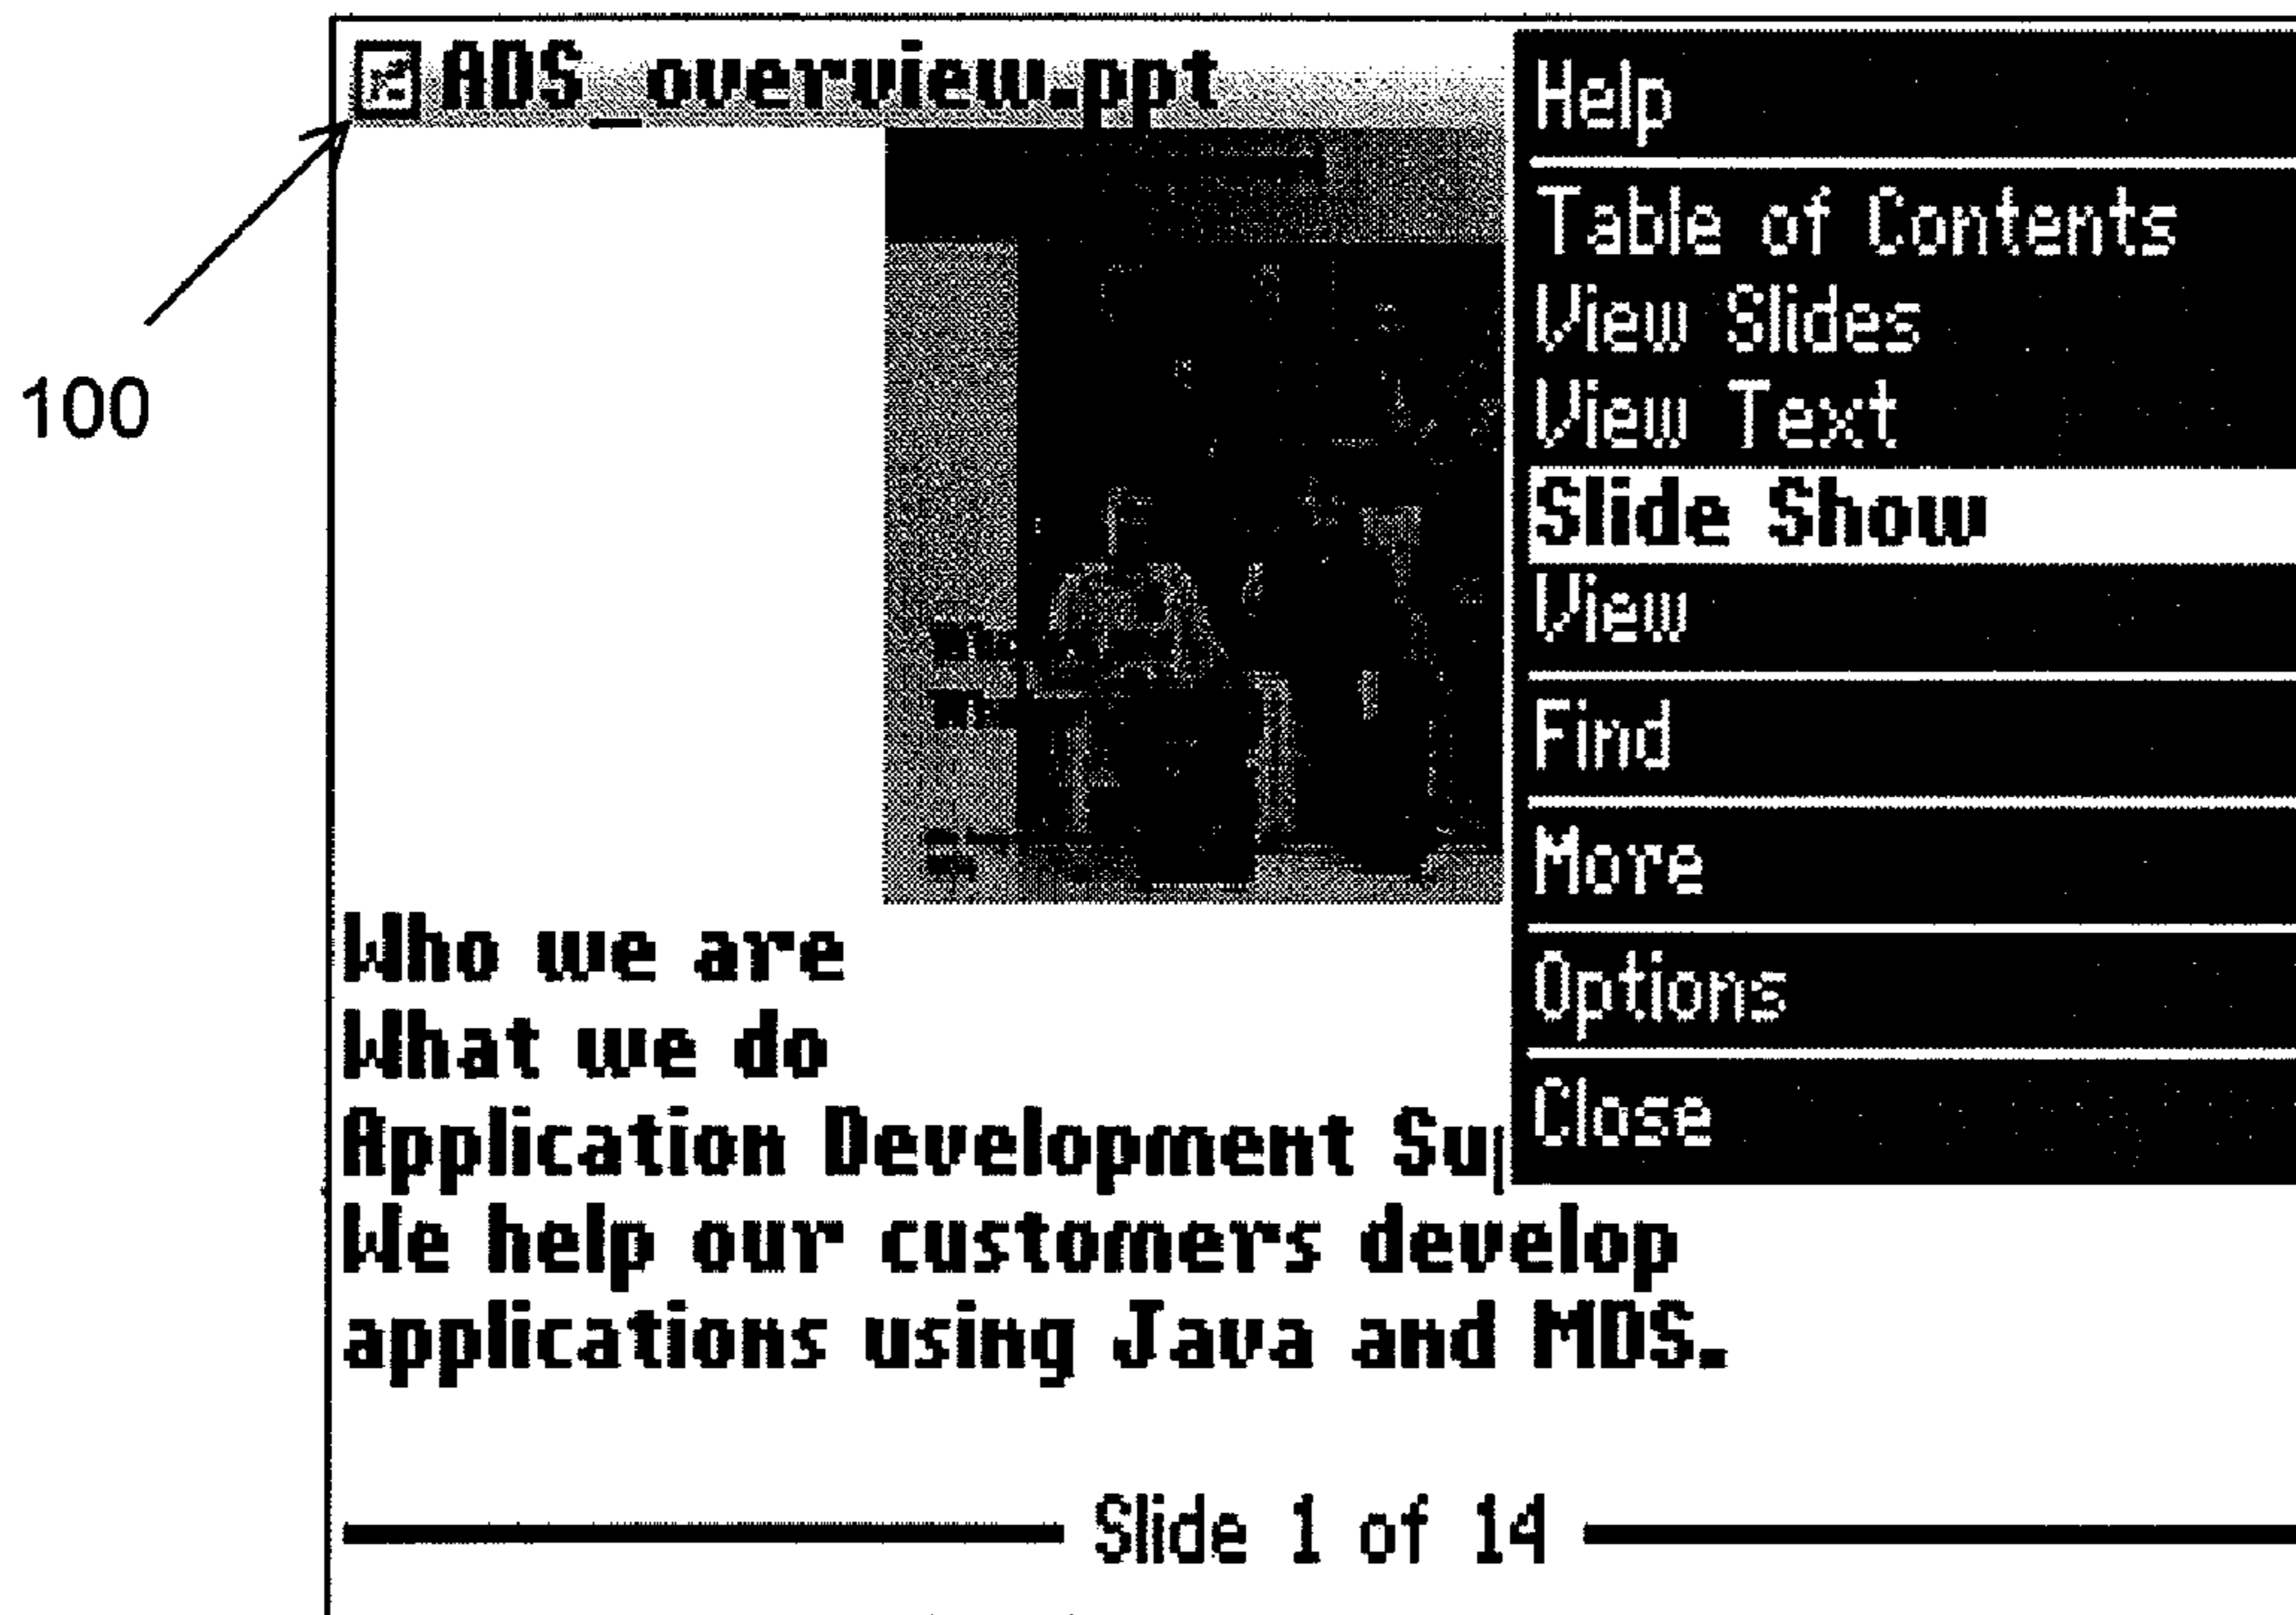 ADS_overview.ppt
100
Help
Table of Contents
View Slides
View Text
Slide Show
View
Find
More
Options
Close
Who we are
What we do
Application Development
We help our customers develop
applications using Java and MDS.
Slide 1 of 14